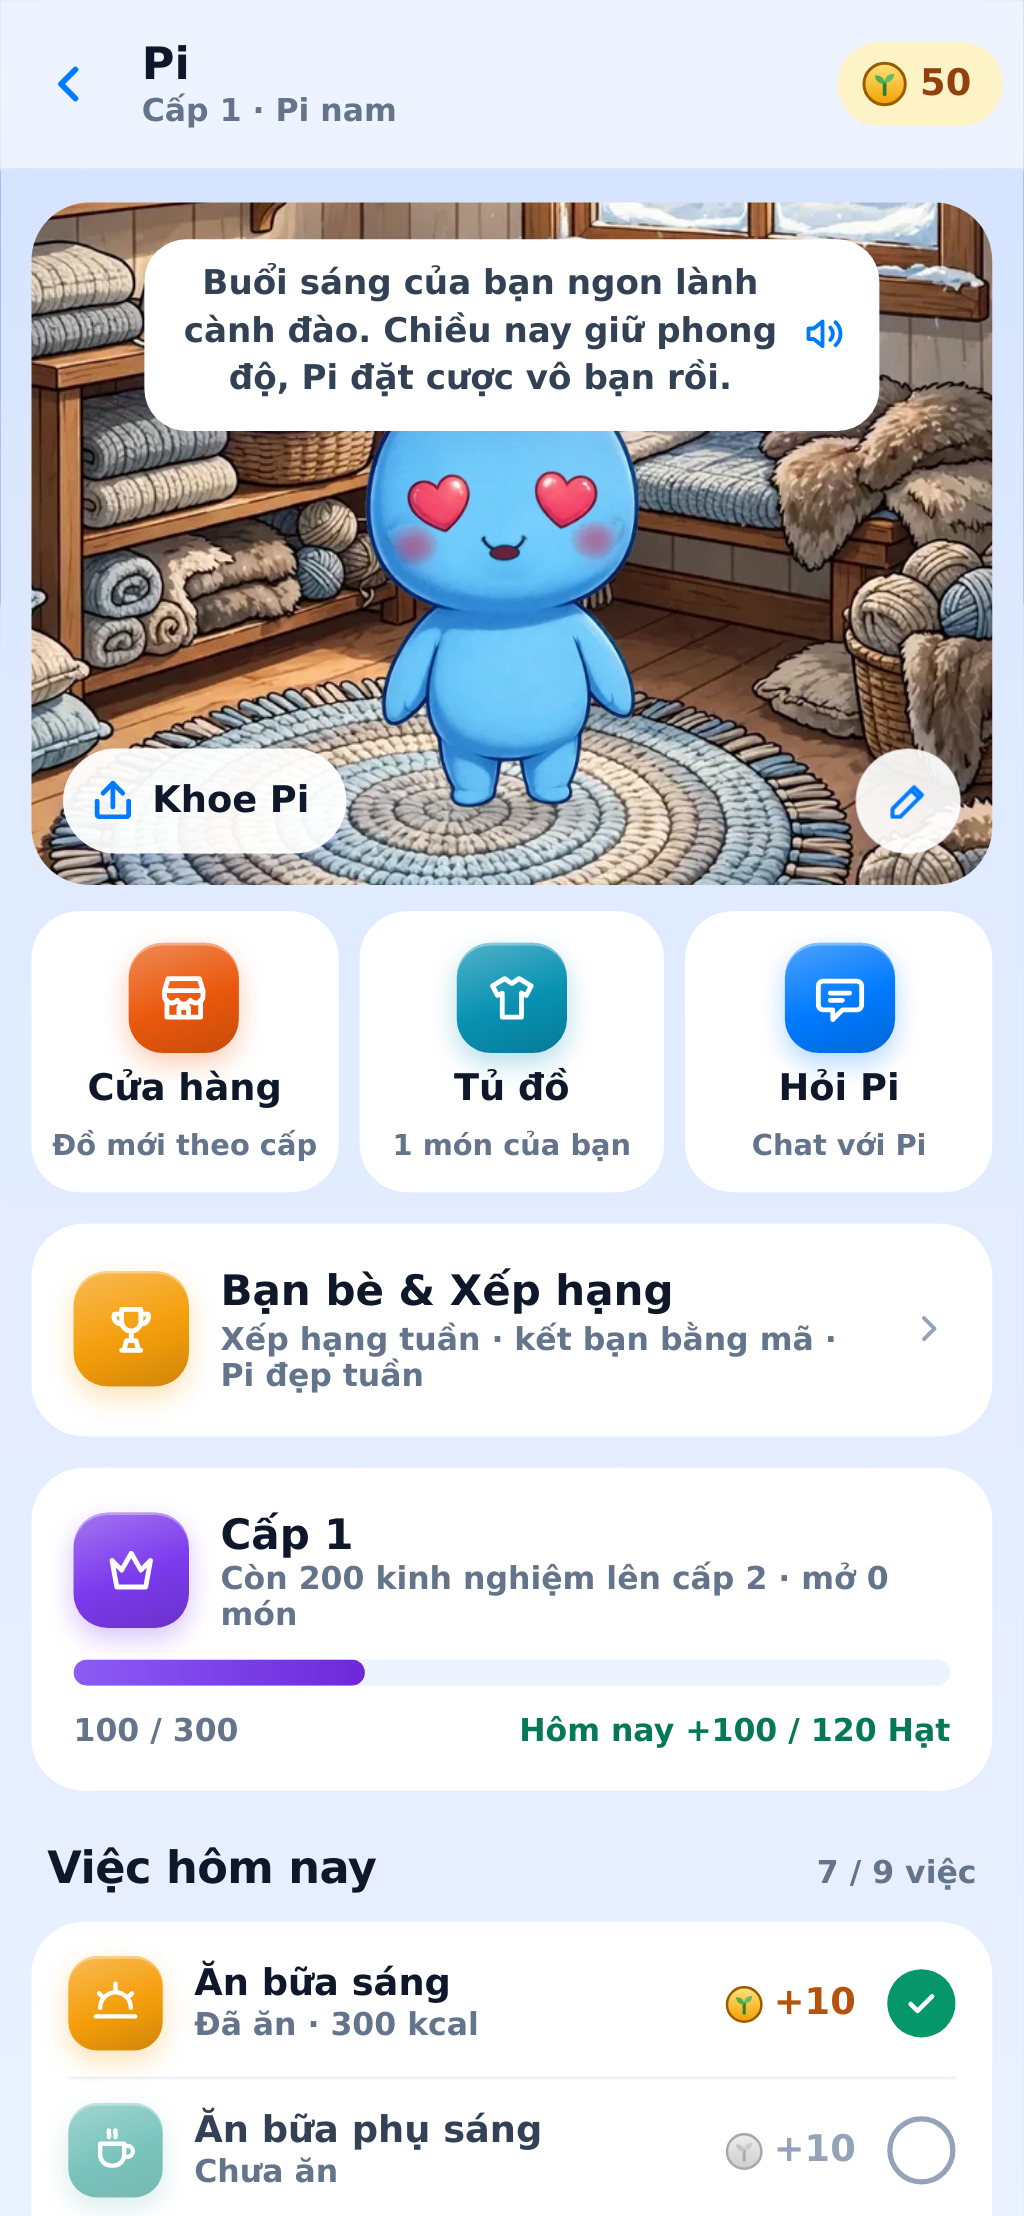 Pi
Cấp 1 · Pi nam
50
Buổi sáng của bạn ngon lành
cành đào. Chiều nay giữ phong
độ, Pi đặt cược vô bạn rồi.
Khoe Pi
Cửa hàng
Đồ mới theo cấp
Tủ đồ
1 món của bạn
Hỏi Pi
Chat với Pi
Bạn bè & Xếp hạng
Xếp hạng tuần · kết bạn bằng mã ·
Pi đẹp tuần
Cấp 1
Còn 200 kinh nghiệm lên cấp 2 · mở 0
món
100 / 300
Hôm nay +100 / 120 Hạt
Việc hôm nay
7 / 9 việc
Ăn bữa sáng
Đã ăn · 300 kcal
+10
Ăn bữa phụ sáng
Chưa ăn
+10